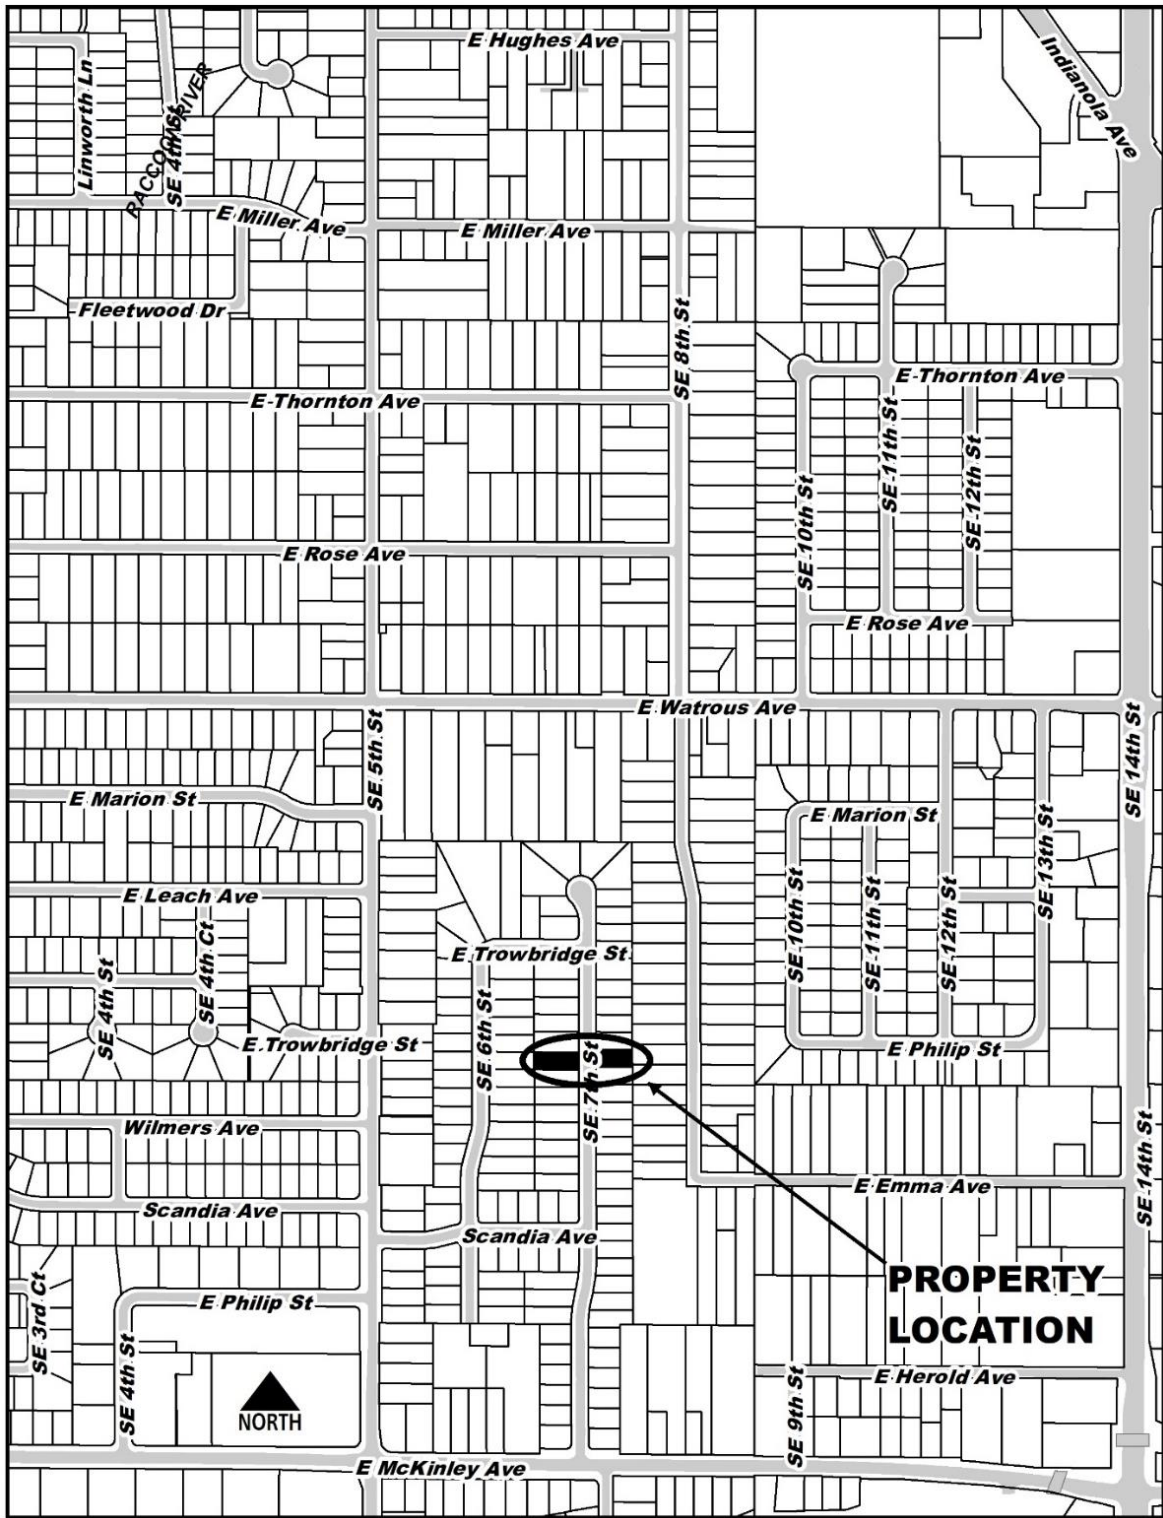 E Hughes Ave
Indianola Ave
Linworth Ln
RACCOON RIVER
SE 4th St
E Miller Ave
E Miller Ave
Fleetwood Dr
SE 8th St
E Thornton Ave
E Thornton Ave
SE 11th St
SE 12th St
SE 10th St
E Rose Ave
E Rose Ave
E Watrous Ave
SE 5th St
SE 14th St
E Marion St
E Marion St
SE 13th St
E Leach Ave
SE 4th Ct
SE 10th St
SE 11th St
SE 12th St
E Trowbridge St
SE 4th St
SE 6th St
E Trowbridge St
E Philip St
SE 7th St
Wilmers Ave
SE 14th St
E Emma Ave
Scandia Ave
Scandia Ave
PROPERTY
LOCATION
SE 3rd Ct
E Philip St
SE 4th St
E Herold Ave
SE 9th St
NORTH
E McKinley Ave